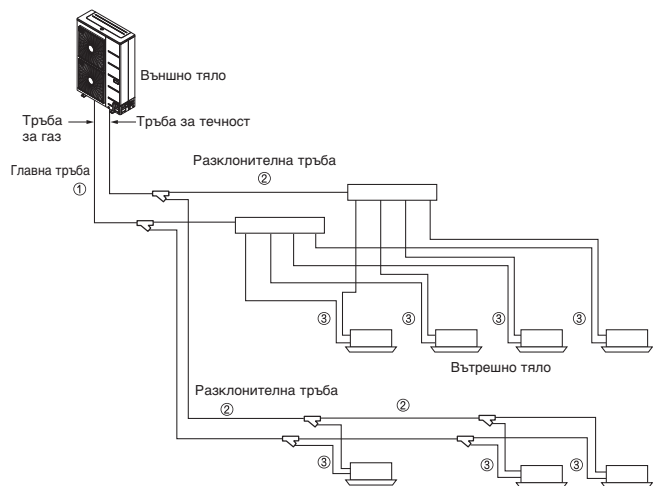 Външно тяло
Тръба
за газ
Тръба за течност
Главна тръба
①
Разклонителна тръба
②
③
③
③
③
Вътрешно тяло
Разклонителна тръба
②
②
③
③
③